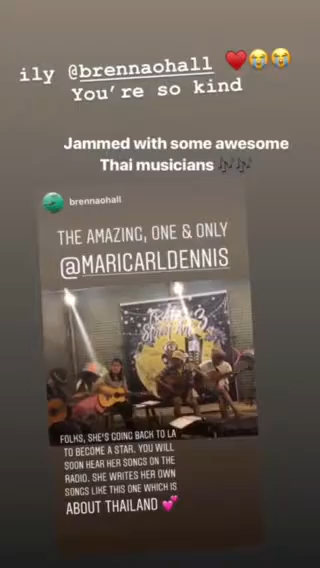 ily @brennaohall ❤️😭😭
You're so kind
Jammed with some awesome
Thai musicians 🎶🎶
brennaohall
THE AMAZING, ONE & ONLY
@MARICARLDENNIS
FOLKS, SHE'S GOING BACK TO LA
TO BECOME A STAR. YOU WILL
SOON HEAR HER SONGS ON THE
RADIO. SHE WRITES HER OWN
SONGS LIKE THIS ONE WHICH IS
ABOUT THAILAND 💕